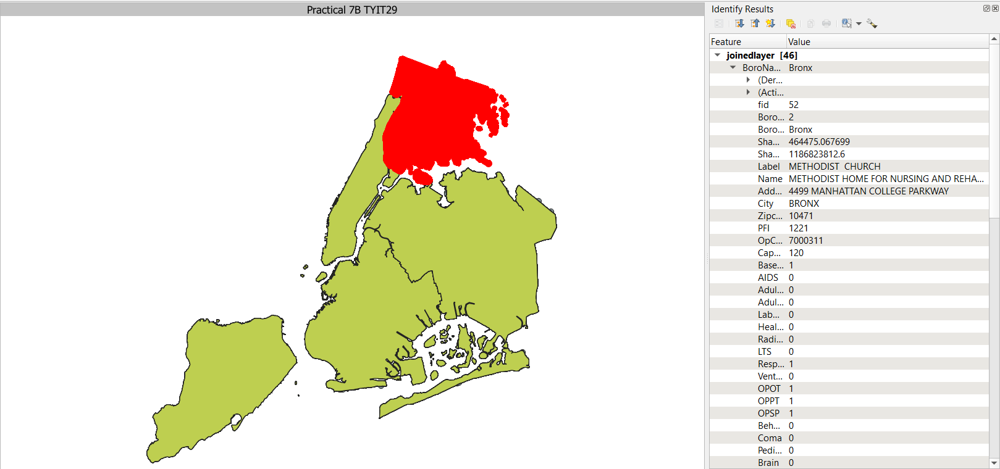 Practical 7B TYIT29
Identify Results
Feature Value
joinedlayer [46]
BoroNa... Bronx
(Der...
(Acti...
fid 52
Boro... 2
Boro... Bronx
Sha... 464475.067699
Sha... 1186823812.6
Label METHODIST  CHURCH
Name METHODIST HOME FOR NURSING AND REHA...
Add... 4499 MANHATTAN COLLEGE PARKWAY
City BRONX
Zipc... 10471
PFI 1221
OpC... 7000311
Cap... 120
Base... 1
AIDS 0
Adul... 0
Adul... 0
Lab... 0
Heal... 0
Radi... 0
LTS 0
Resp... 1
Vent... 0
OPOT 1
OPPT 1
OPSP 1
Beh... 0
Coma 0
Pedi... 0
Brain 0